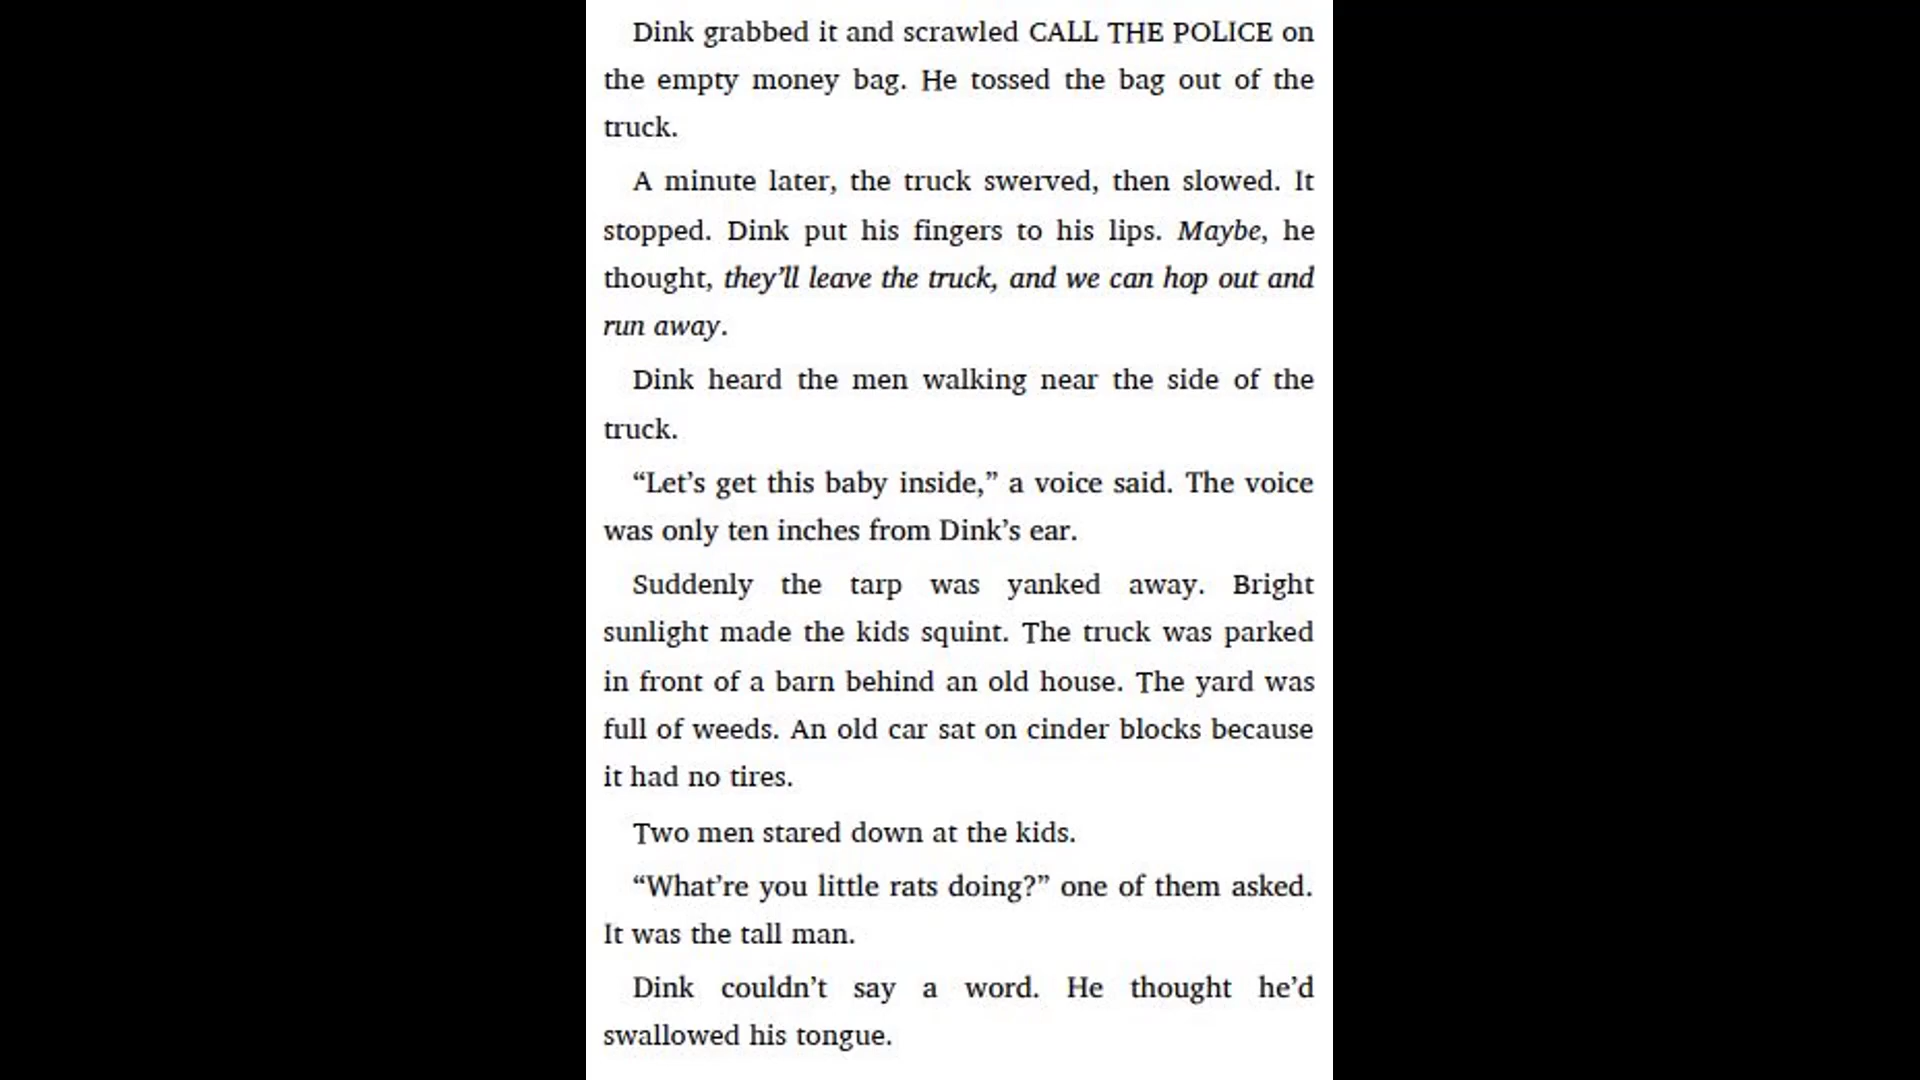 Dink grabbed it and scrawled CALL THE POLICE on
the empty money bag. He tossed the bag out of the
truck.
A minute later, the truck swerved, then slowed. It
stopped. Dink put his fingers to his lips. Maybe, he
thought, they’ll leave the truck, and we can hop out and
run away.
Dink heard the men walking near the side of the
truck.
“Let’s get this baby inside,” a voice said. The voice
was only ten inches from Dink’s ear.
Suddenly the tarp was yanked away. Bright
sunlight made the kids squint. The truck was parked
in front of a barn behind an old house. The yard was
full of weeds. An old car sat on cinder blocks because
it had no tires.
Two men stared down at the kids.
“What’re you little rats doing?” one of them asked.
It was the tall man.
Dink couldn’t say a word. He thought he’d
swallowed his tongue.